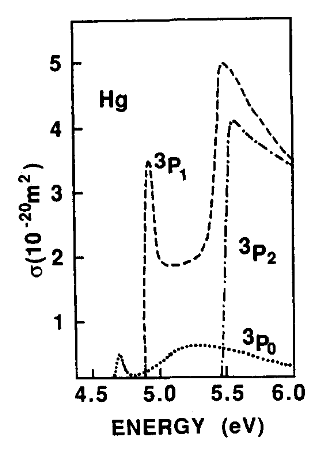 5
4
3
2
1
σ(10⁻²⁰m²)
Hg
³P₁
³P₂
³P₀
4.5 5.0 5.5 6.0
ENERGY (eV)